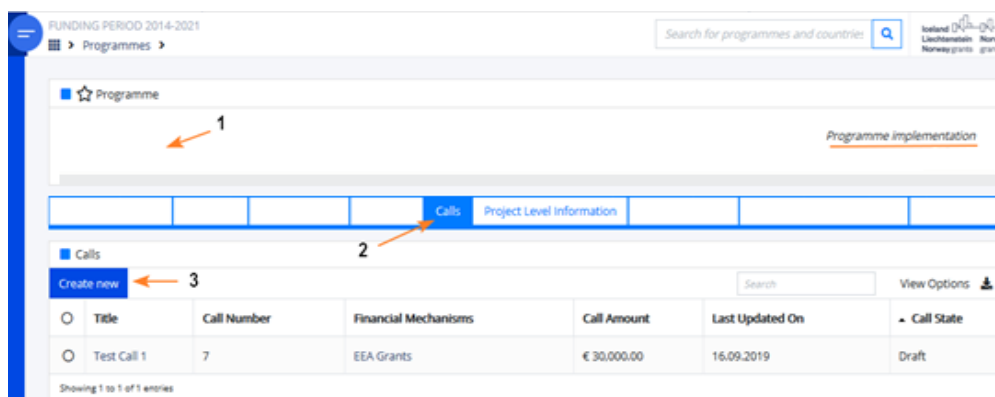 FUNDING PERIOD 2014-2021
Programmes
Search for programmes and countries
Iceland
Liechtenstein
Norway grants
Programme
1
Programme implementation
Calls Project Level Information
2
Calls
Create new 3 Search View Options
Title Call Number Financial Mechanisms Call Amount Last Updated On Call State
Test Call 1 7 EEA Grants € 30,000.00 16.09.2019 Draft
Showing 1 to 1 of 1 entries